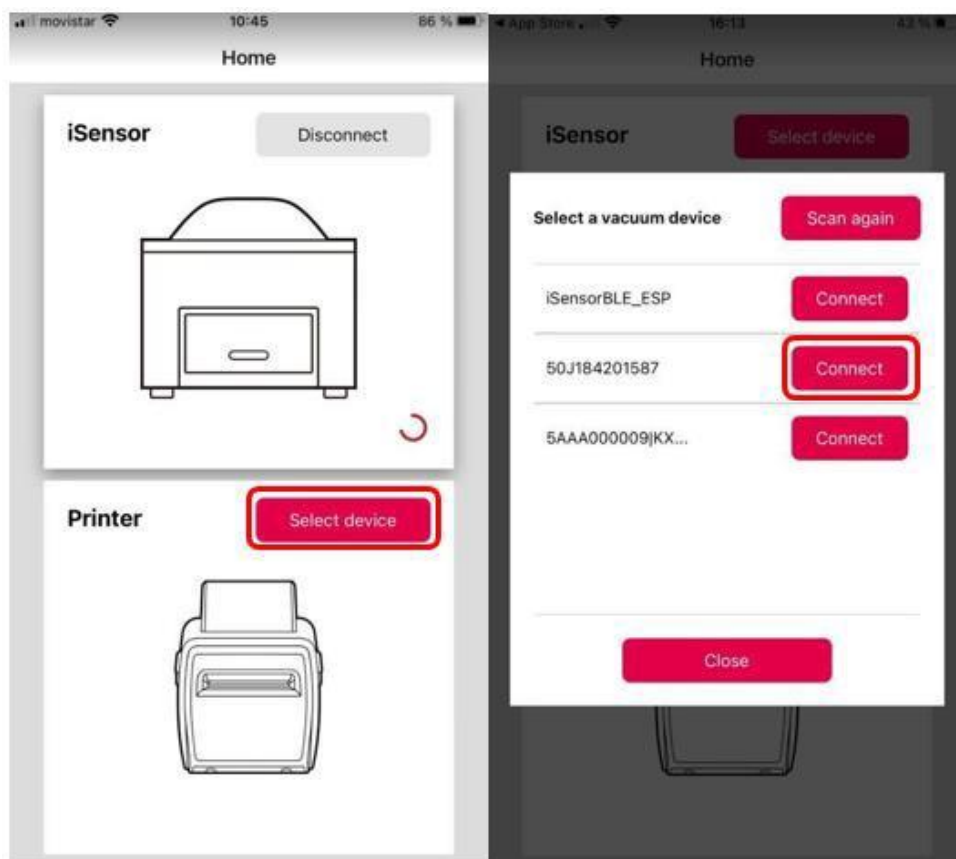 movistar 10:45 86 %
Home
iSensor
Disconnect
Printer
Select device
App Store 16:13 43 %
Home
iSensor
Select device
Select a vacuum device
Scan again
iSensorBLE_ESP
Connect
50J184201587
Connect
5AAA000009|KX...
Connect
Close